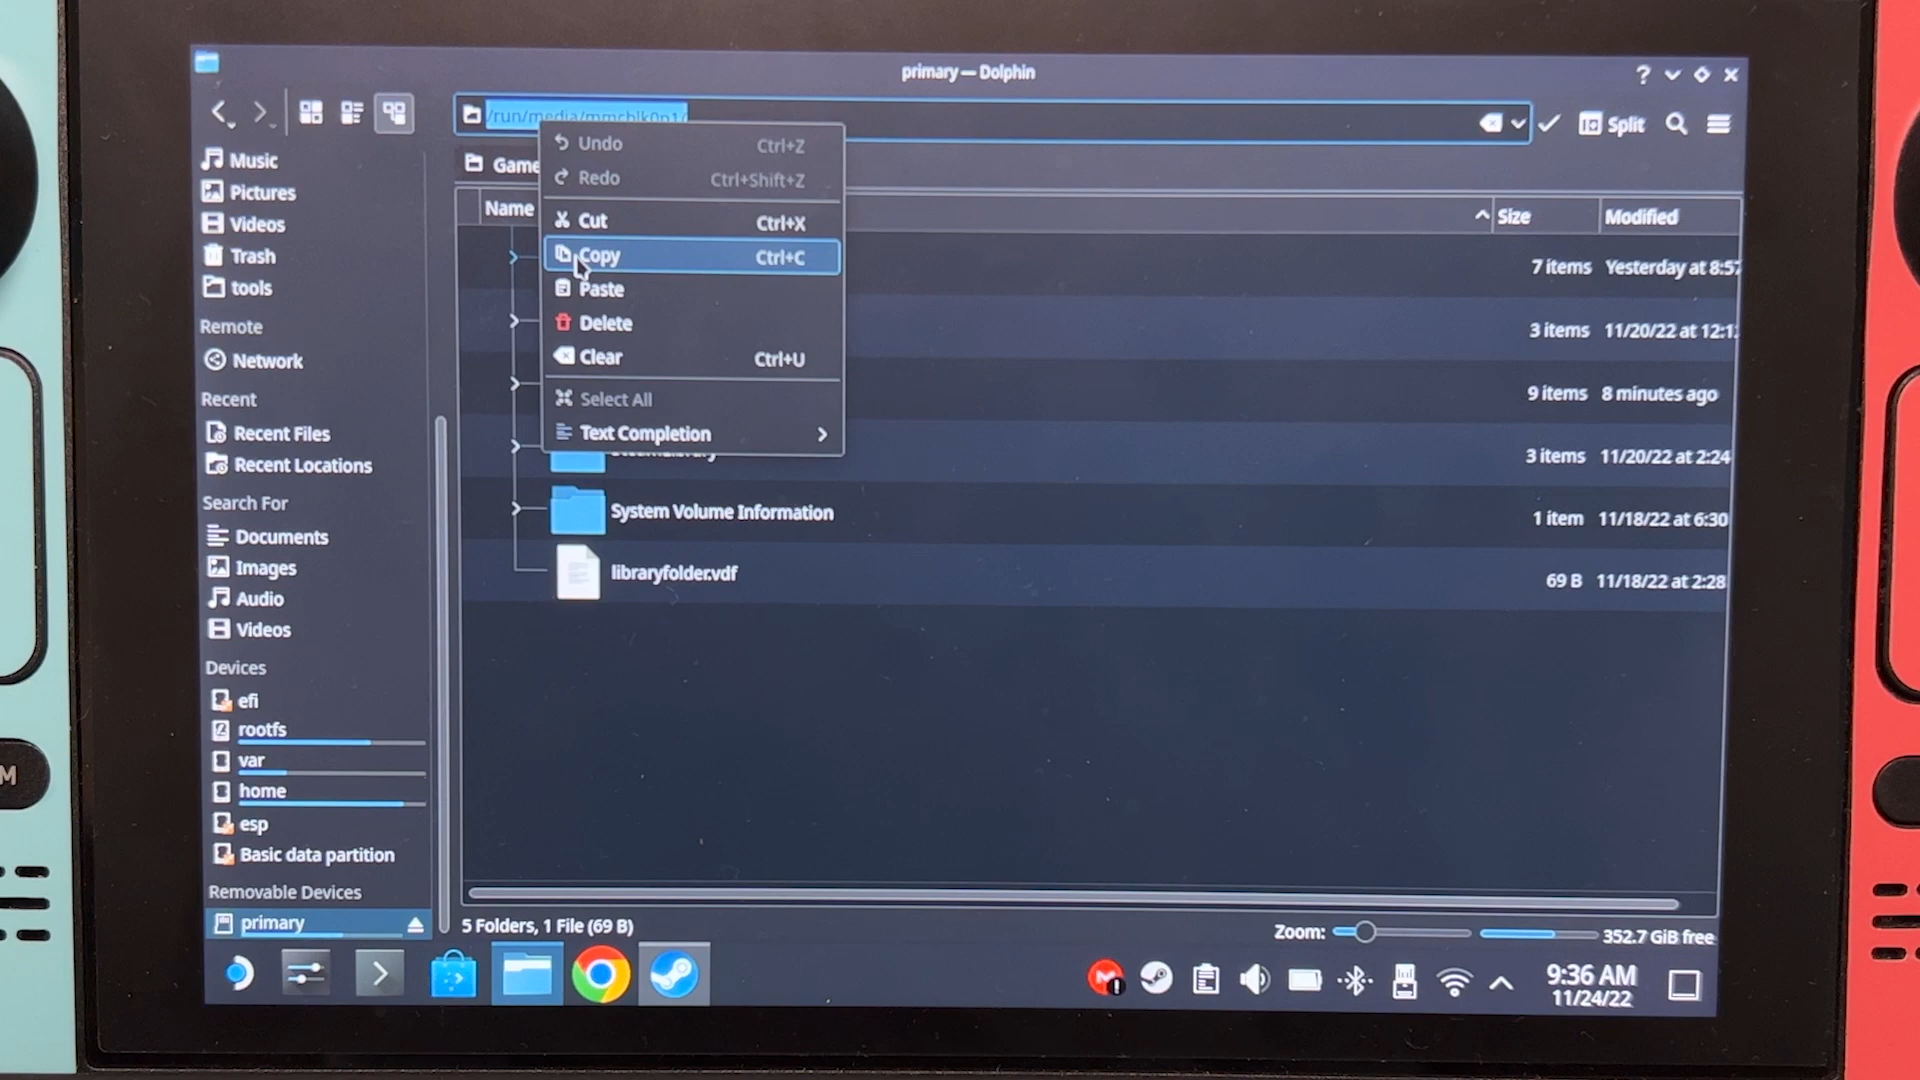 primary — Dolphin
/run/media/mmcblk0p1/
Split
Music
Pictures
Videos
Trash
tools
Remote
Network
Recent
Recent Files
Recent Locations
Search For
Documents
Images
Audio
Videos
Devices
efi
rootfs
var
home
esp
Basic data partition
Removable Devices
primary
Game
Name
Size
Modified
Undo Ctrl+Z
Redo Ctrl+Shift+Z
Cut Ctrl+X
Copy Ctrl+C
Paste
Delete
Clear Ctrl+U
Select All
Text Completion
7 items Yesterday at 8:57
3 items 11/20/22 at 12:1
9 items 8 minutes ago
3 items 11/20/22 at 2:24
System Volume Information 1 item 11/18/22 at 6:30
libraryfolder.vdf 69 B 11/18/22 at 2:28
5 Folders, 1 File (69 B)
Zoom:
352.7 GiB free
9:36 AM
11/24/22
M